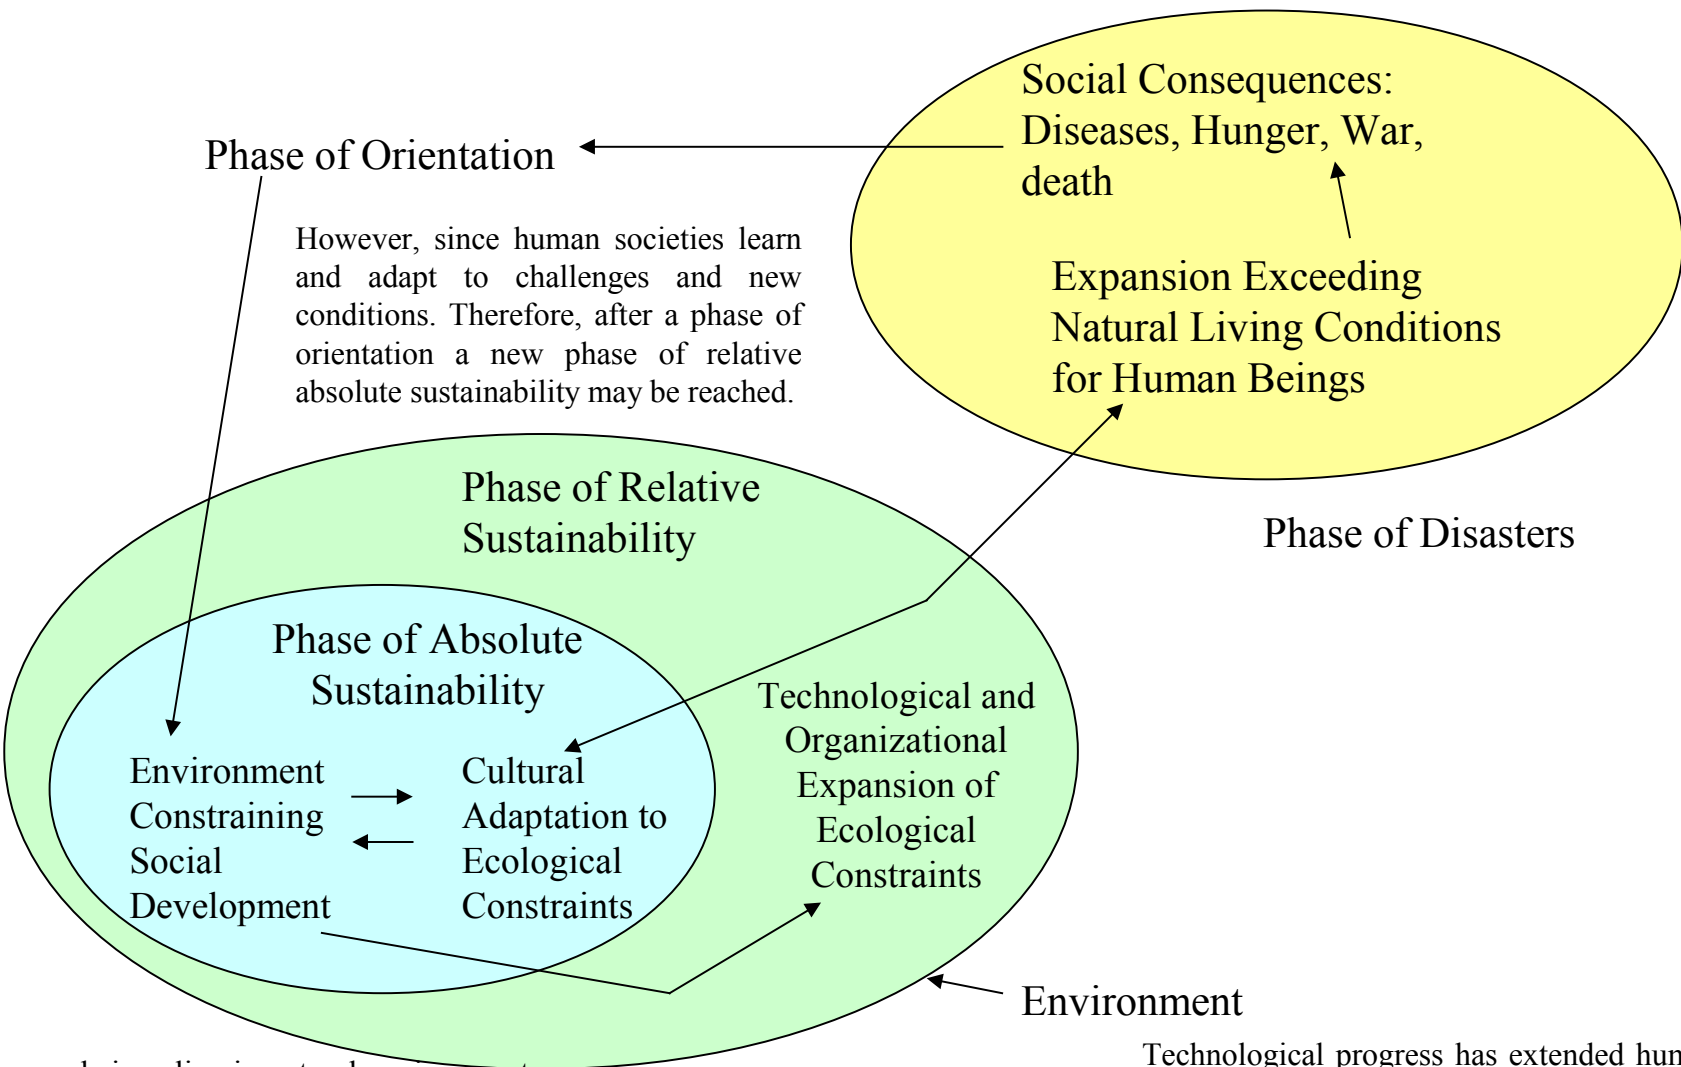 Social Consequences:
Diseases, Hunger, War,
death
Phase of Orientation
However, since human societies learn
and adapt to challenges and new
conditions. Therefore, after a phase of
orientation a new phase of relative
absolute sustainability may be reached.
Expansion Exceeding
Natural Living Conditions
for Human Beings
Phase of Relative
Sustainability
Phase of Disasters
Phase of Absolute
Sustainability
Environment
Constraining
Social
Development
Cultural
Adaptation to
Ecological
Constraints
Technological and
Organizational
Expansion of
Ecological
Constraints
Environment
Technological progress has extended hum